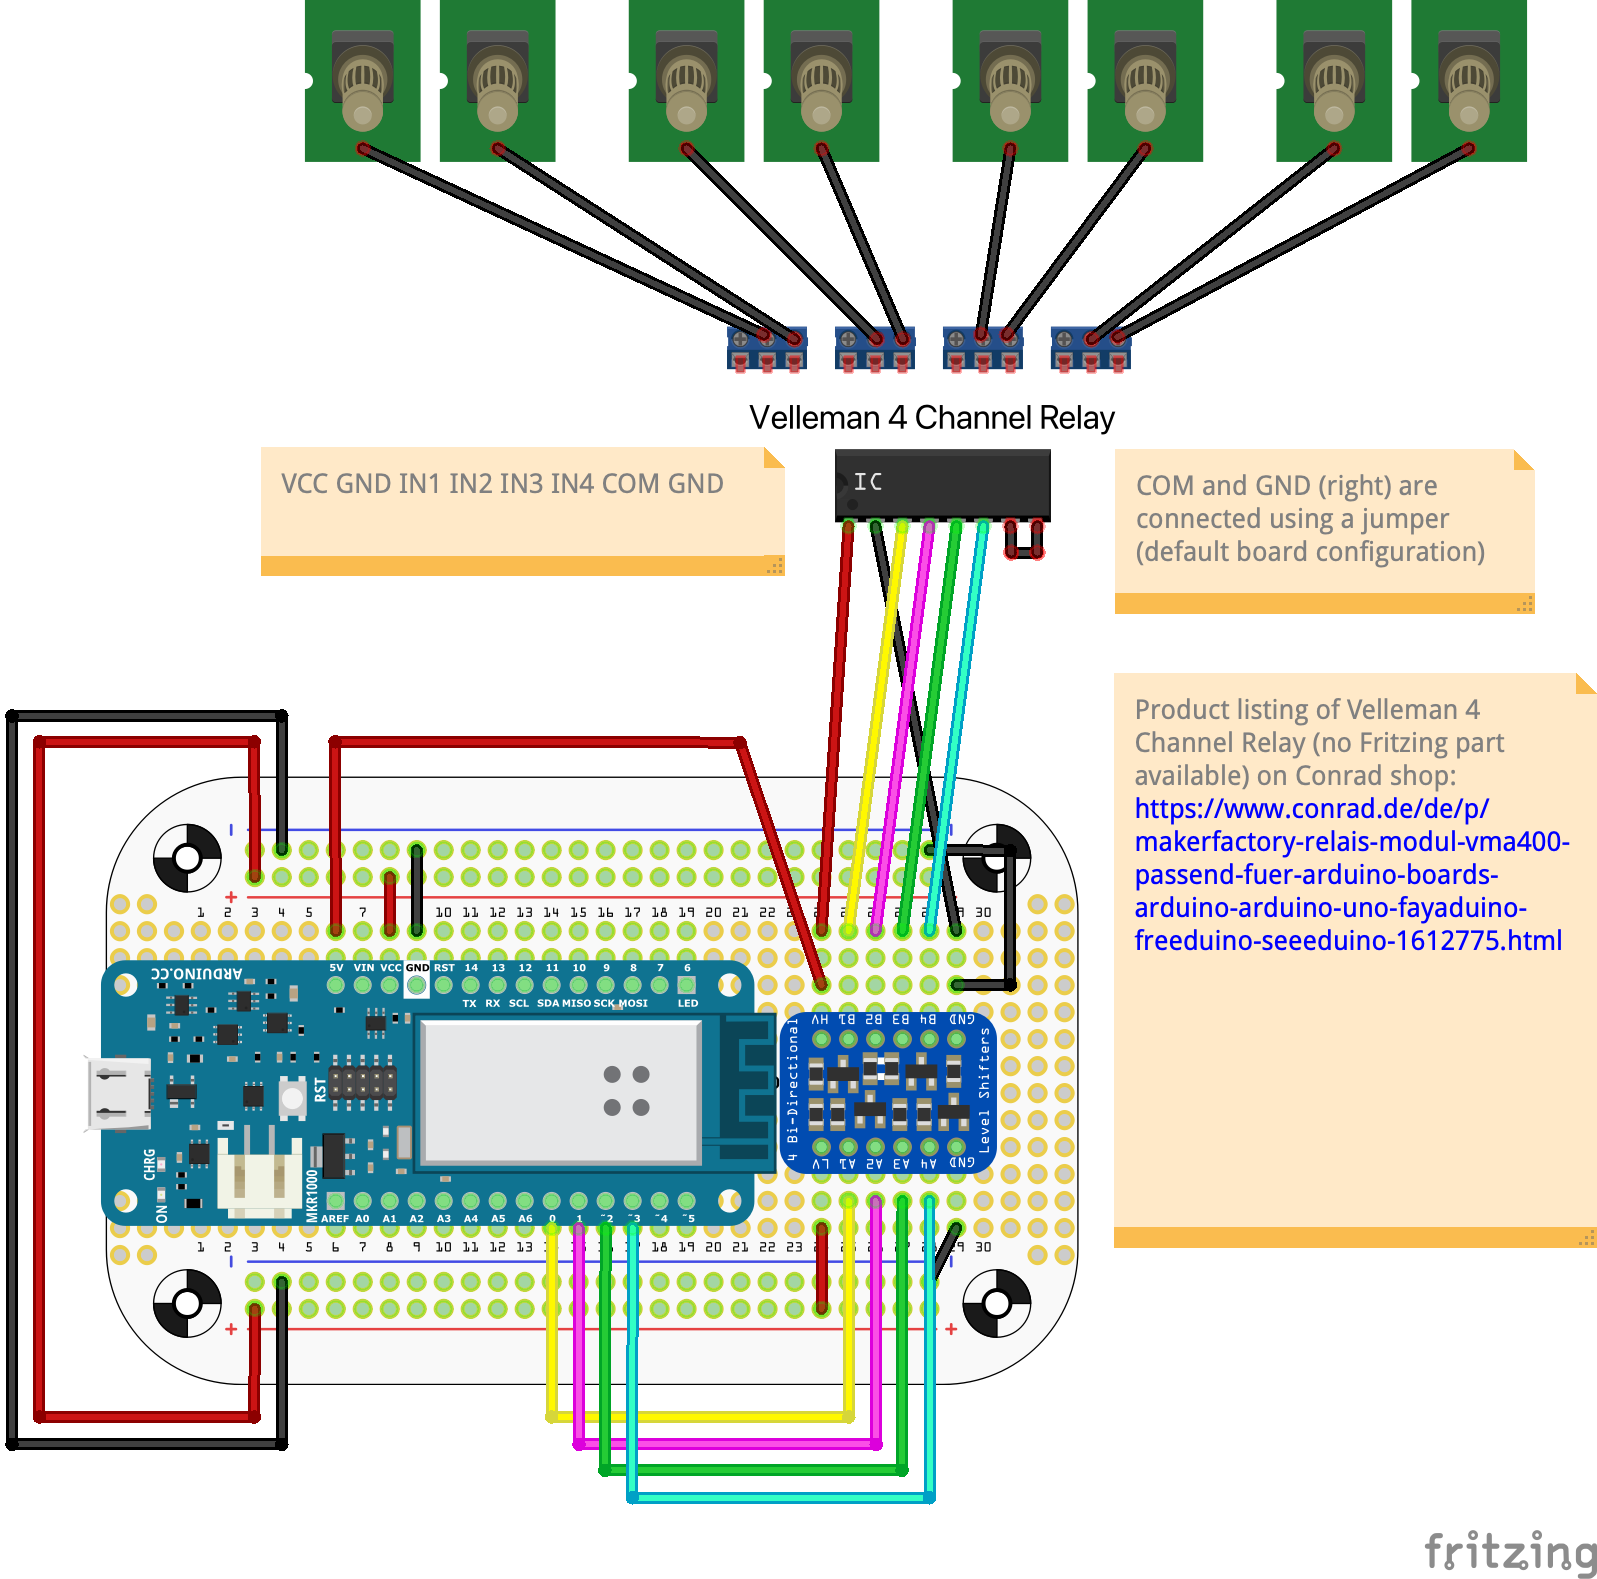 Velleman 4 Channel Relay
VCC GND IN1 IN2 IN3 IN4 COM GND
IC
COM and GND (right) are
connected using a jumper
(default board configuration)
Product listing of Velleman 4
Channel Relay (no Fritzing part
available) on Conrad shop:
https://www.conrad.de/de/p/
makerfactory-relais-modul-vma400-
passend-fuer-arduino-boards-
arduino-arduino-uno-fayaduino-
freeduino-seeeduino-1612775.html
1 2 3 4 5 7 10 11 12 13 14 15 16 17 18 19 20 21 22 30
ARDUINO.CC
5V VIN VCC GND RST 14 13 12 11 10 9 8 7 6
TX RX SCL SDA MISO SCK MOSI LED
HV B1 B2 B3 B4 GND
4 Bi-Directional
Level Shifters
RST
LV A1 A2 A3 A4 GND
CHRG
ON
MKR1000
AREF A0 A1 A2 A3 A4 A5 A6 0 1 ~2 ~3 ~4 ~5
1 2 3 4 5 6 7 8 9 10 11 12 13 14 15 16 17 18 19 20 21 22 23 29 30
fritzing